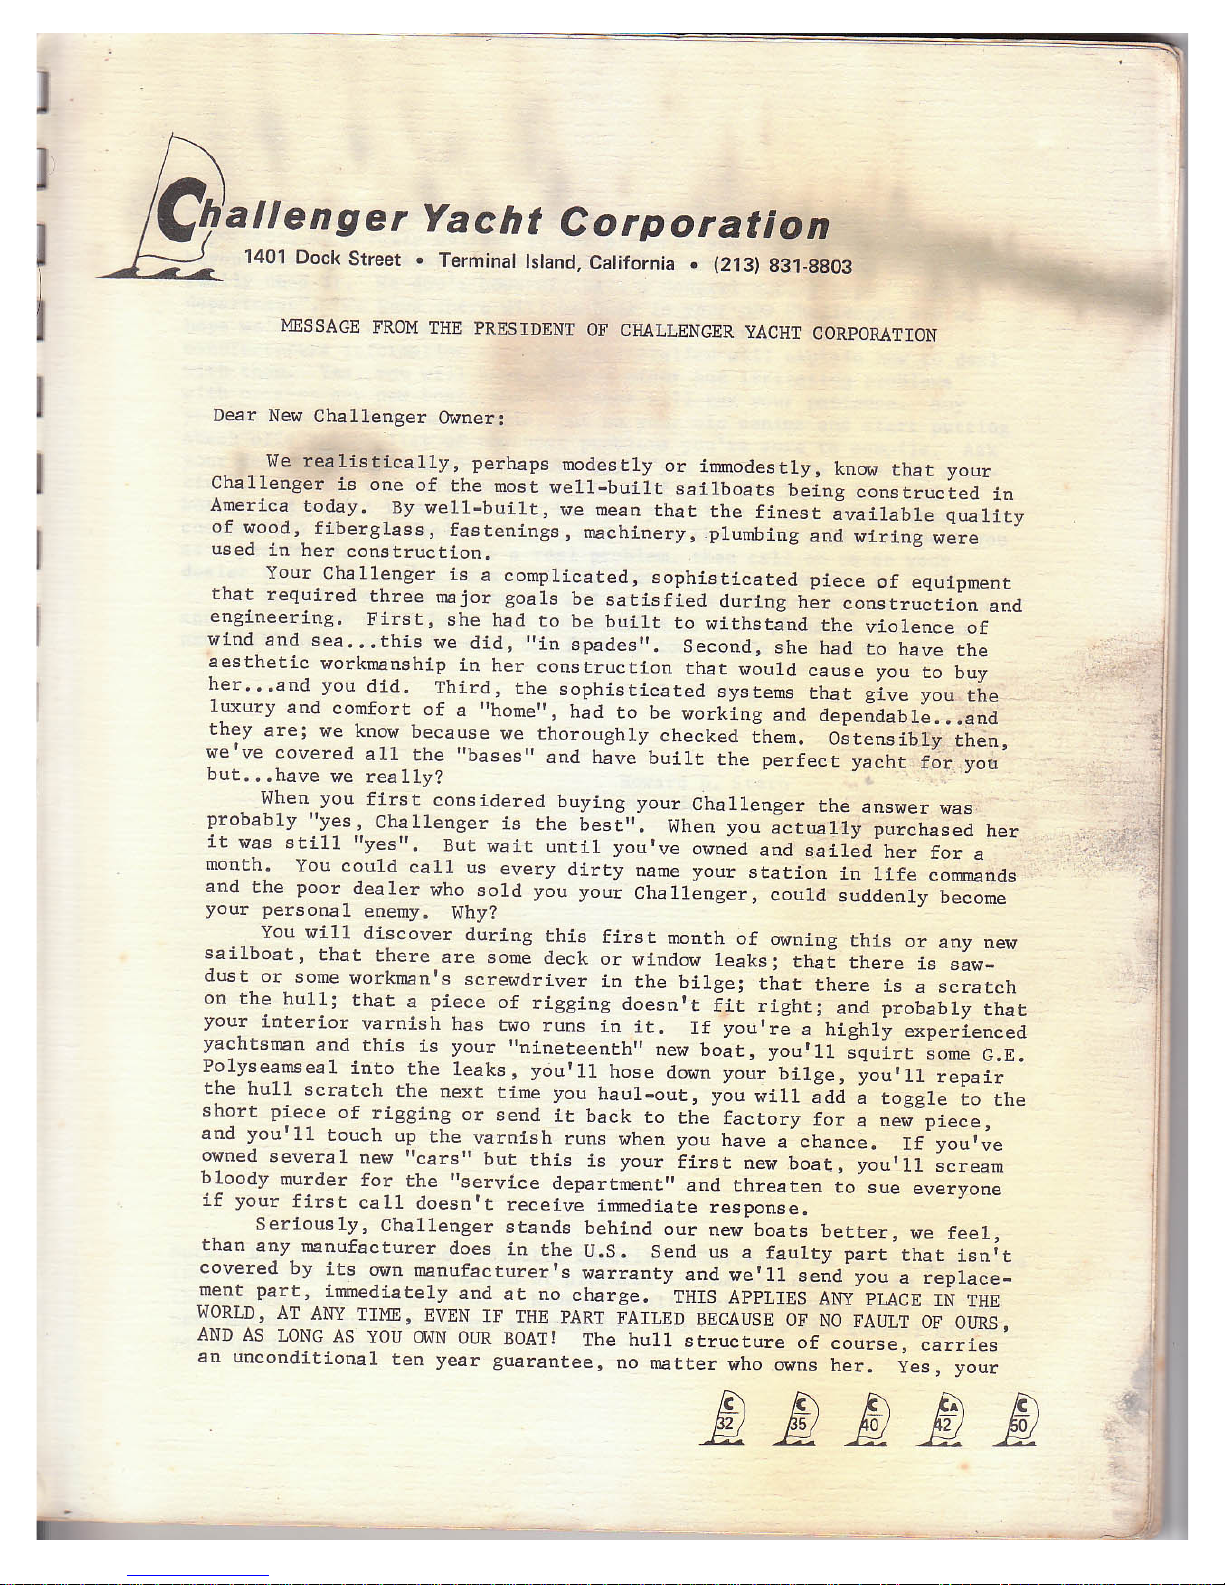 Challenger Yacht Corporation
1401 Dock Street • Terminal Island, California • (213) 831-8803
MESSAGE FROM THE PRESIDENT OF CHALLENGER YACHT CORPORATION
Dear New Challenger Owner:
We realistically, perhaps modestly or immodestly, know that your
Challenger is one of the most well-built sailboats being constructed in
America today. By well-built, we mean that the finest available quality
of wood, fiberglass, fastenings, machinery, plumbing and wiring were
used in her construction.
Your Challenger is a complicated, sophisticated piece of equipment
that required three major goals be satisfied during her construction and
engineering. First, she had to be built to withstand the violence of
wind and sea...this we did, "in spades". Second, she had to have the
aesthetic workmanship in her construction that would cause you to buy
her...and you did. Third, the sophisticated systems that give you the
luxury and comfort of a "home", had to be working and dependable...and
they are; we know because we thoroughly checked them. Ostensibly then,
we've covered all the "bases" and have built the perfect yacht for you
but...have we really?
When you first considered buying your Challenger the answer was
probably "yes, Challenger is the best". When you actually purchased her
it was still "yes". But wait until you've owned and sailed her for a
month. You could call us every dirty name your station in life commands
and the poor dealer who sold you your Challenger, could suddenly become
your personal enemy. Why?
You will discover during this first month of owning this or any new
sailboat, that there are some deck or window leaks; that there is saw-
dust or some workman's screwdriver in the bilge; that there is a scratch
on the hull; that a piece of rigging doesn't fit right; and probably that
your interior varnish has two runs in it. If you're a highly experienced
yachtsman and this is your "nineteenth" new boat, you'll squirt some G.E.
Polyseamseal into the leaks, you'll hose down your bilge, you'll repair
the hull scratch the next time you haul-out, you will add a toggle to the
short piece of rigging or send it back to the factory for a new piece,
and you'll touch up the varnish runs when you have a chance. If you've
owned several new "cars" but this is your first new boat, you'll scream
bloody murder for the "service department" and threaten to sue everyone
if your first call doesn't receive immediate response.
Seriously, Challenger stands behind our new boats better, we feel,
than any manufacturer does in the U.S. Send us a faulty part that isn't
covered by its own manufacturer's warranty and we'll send you a replace-
ment part, immediately and at no charge. THIS APPLIES ANY PLACE IN THE
WORLD, AT ANY TIME, EVEN IF THE PART FAILED BECAUSE OF NO FAULT OF OURS,
AND AS LONG AS YOU OWN OUR BOAT! The hull structure of course, carries
an unconditional ten year guarantee, no matter who owns her. Yes, your
C 32 C 35 C 40 CA 42 C 50